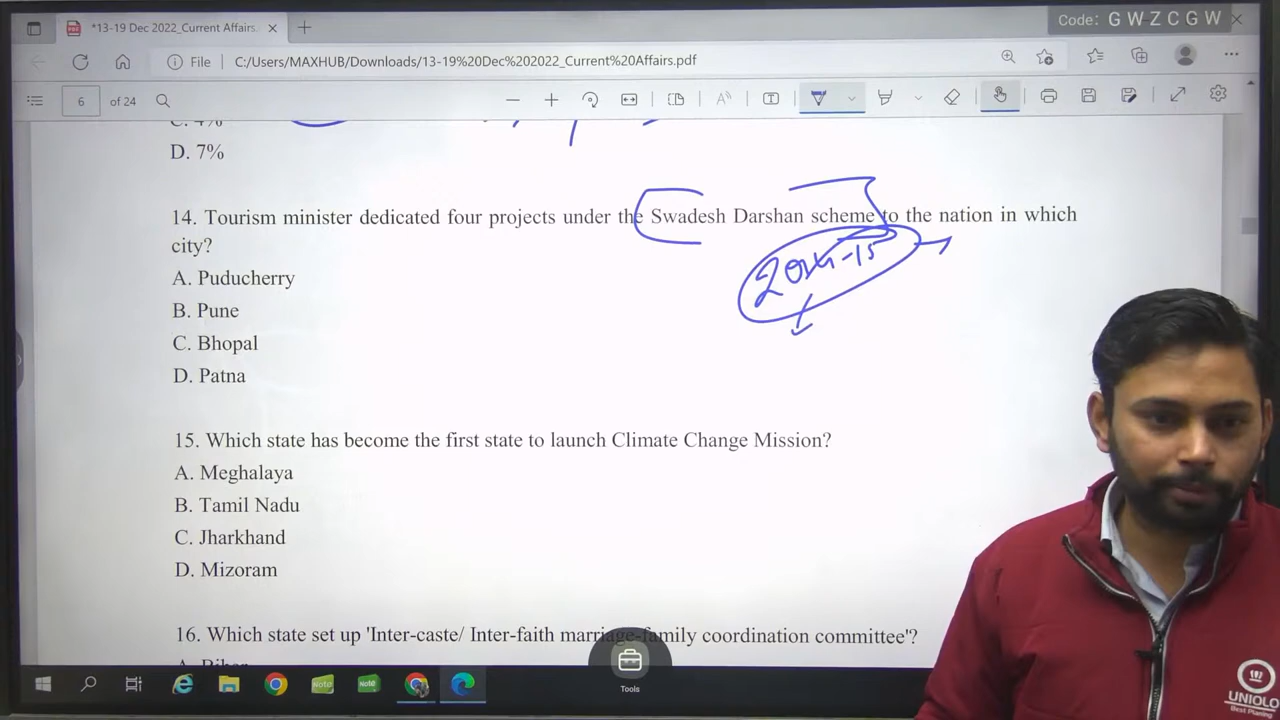 *13-19 Dec 2022_Current Affairs.
Code: G W Z C G W
File C:/Users/MAXHUB/Downloads/13-19%20Dec%202022_Current%20Affairs.pdf
6 of 24
C. 4%
D. 7%
14. Tourism minister dedicated four projects under the Swadesh Darshan scheme to the nation in which
city?
2014-15
A. Puducherry
B. Pune
C. Bhopal
D. Patna
15. Which state has become the first state to launch Climate Change Mission?
A. Meghalaya
B. Tamil Nadu
C. Jharkhand
D. Mizoram
16. Which state set up 'Inter-caste/ Inter-faith marriage-family coordination committee'?
A. Bihar
Tools
Note
Note
UNIOLO